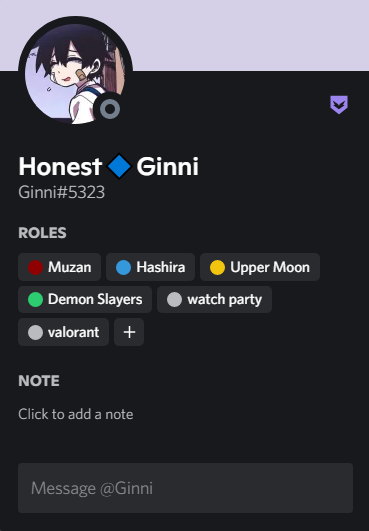 Honest🔷Ginni
Ginni#5323
ROLES
Muzan Hashira Upper Moon
Demon Slayers watch party
valorant +
NOTE
Click to add a note
Message @Ginni